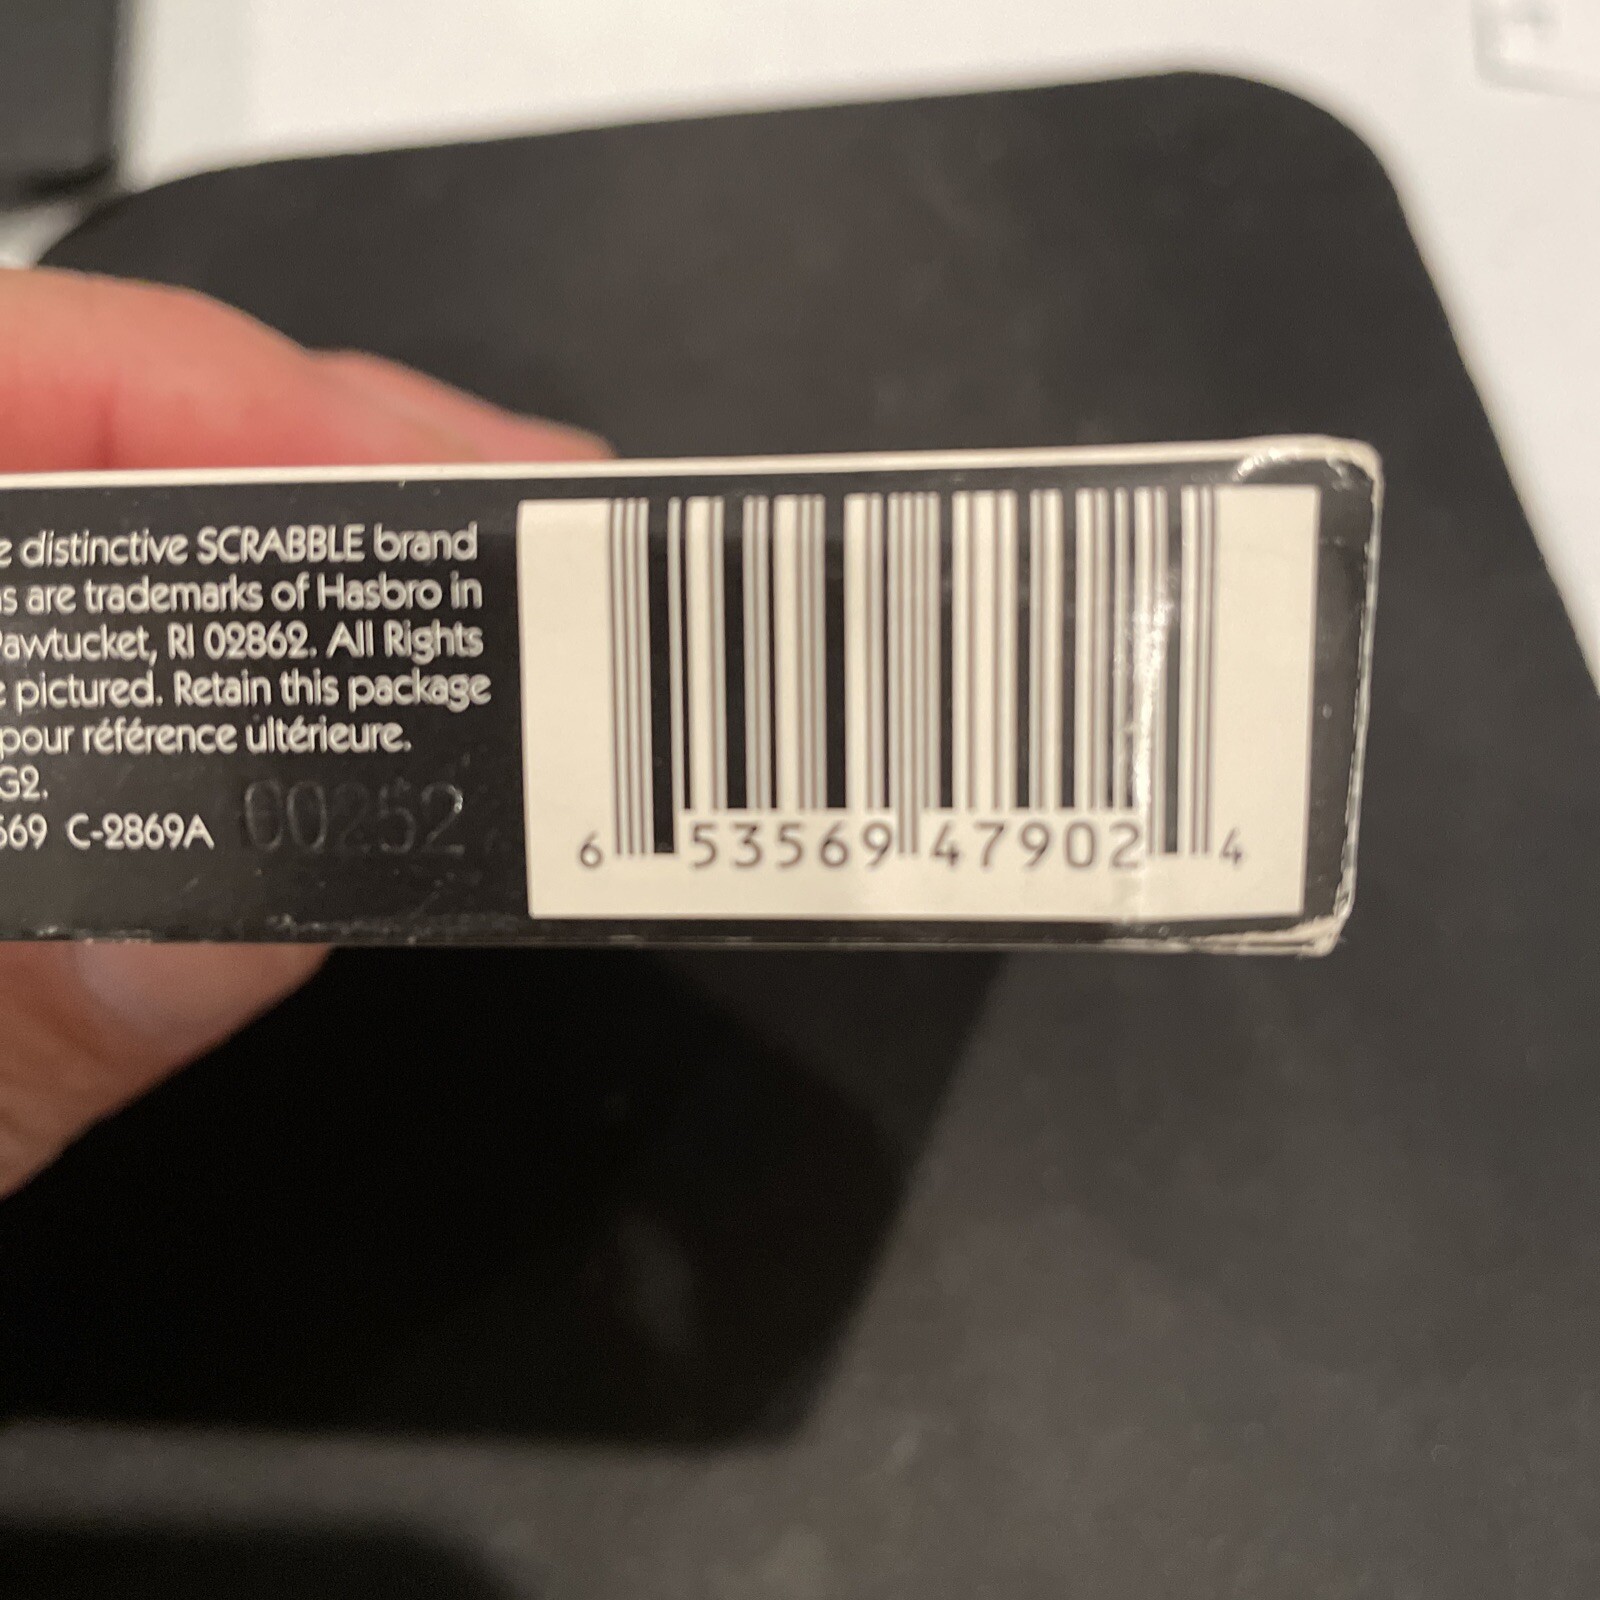 distinctive SCRABBLE brand
are trademarks of Hasbro in
Pawtucket, RI 02862. All Rights
pictured. Retain this package
pour référence ultérieure.
G2.
569 C-2869A
00252
6 53569 47902 4